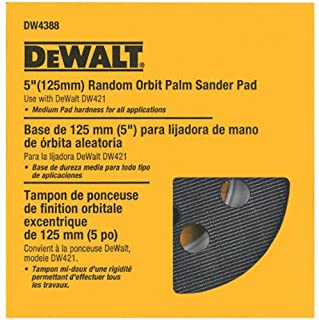 DW4388
DEWALT
5"(125mm) Random Orbit Palm Sander Pad
Use with DeWalt DW421
• Medium Pad hardness for all applications
Base de 125 mm (5") para lijadora de mano
de órbita aleatoria
Para la lijadora DeWalt DW421
• Base de dureza media para todo tipo
de aplicaciones
Tampon de ponceuse
de finition orbitale
excentrique
de 125 mm (5 po)
Convient à la ponceuse DeWalt,
modele DW421.
• Tampon mi-doux d'une rigidité
permettant d'effectuer tous
les travaux.